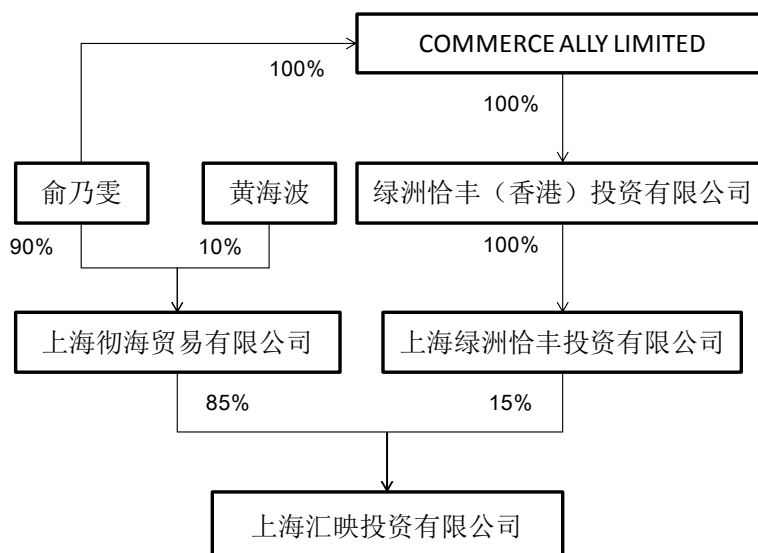 COMMERCE ALLY LIMITED
100%
100%
俞乃雯
黄海波
绿洲恰丰（香港）投资有限公司
90%
10%
100%
上海彻海贸易有限公司
上海绿洲恰丰投资有限公司
85%
15%
上海汇映投资有限公司